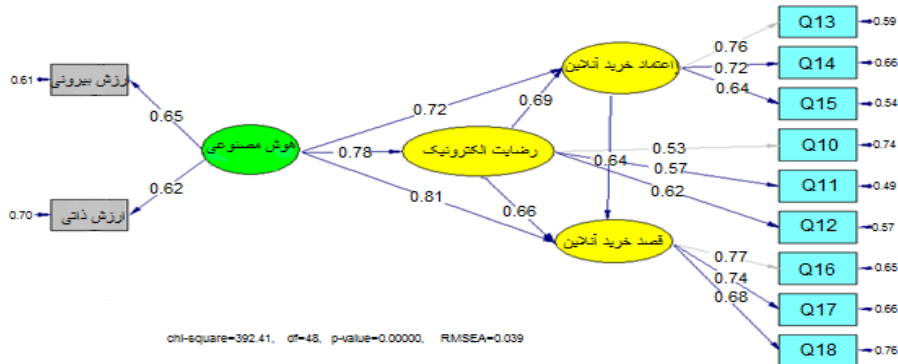 Q13
0.59
0.76
اعتماد خرید آنلاین
Q14
0.66
0.72
0.61
ارزش بیرونی
0.64
Q15
0.54
0.72
0.69
0.65
هوش مصنوعی
0.78
رضایت الکترونیک
0.53
Q10
0.74
0.64
0.57
Q11
0.49
0.62
0.62
0.81
0.66
0.70
ارزش ذاتی
Q12
0.57
قصد خرید آنلاین
0.77
Q16
0.65
0.74
Q17
0.66
0.68
Q18
0.76
chi-square=392.41, df=48, p-value=0.00000, RMSEA=0.039